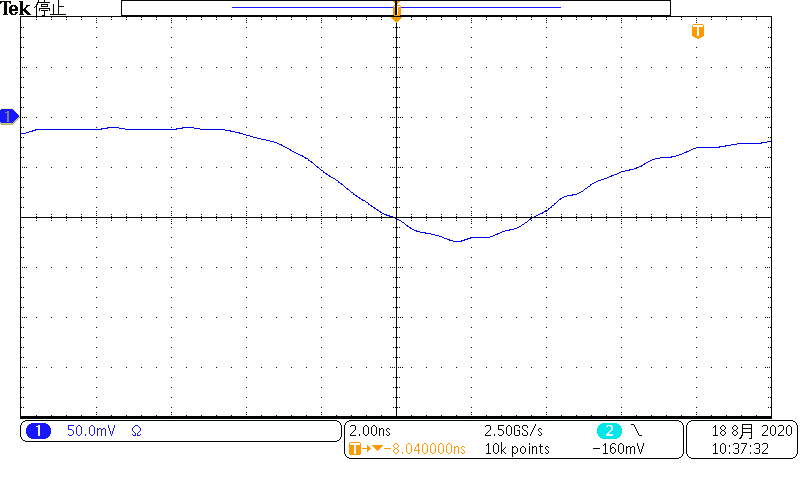 Tek 停止
T
T
1
1 50.0mV Ω
2.00ns 2.50GS/s 2
T→▼-8.040000ns 10k points -160mV
18 8月 2020
10:37:32